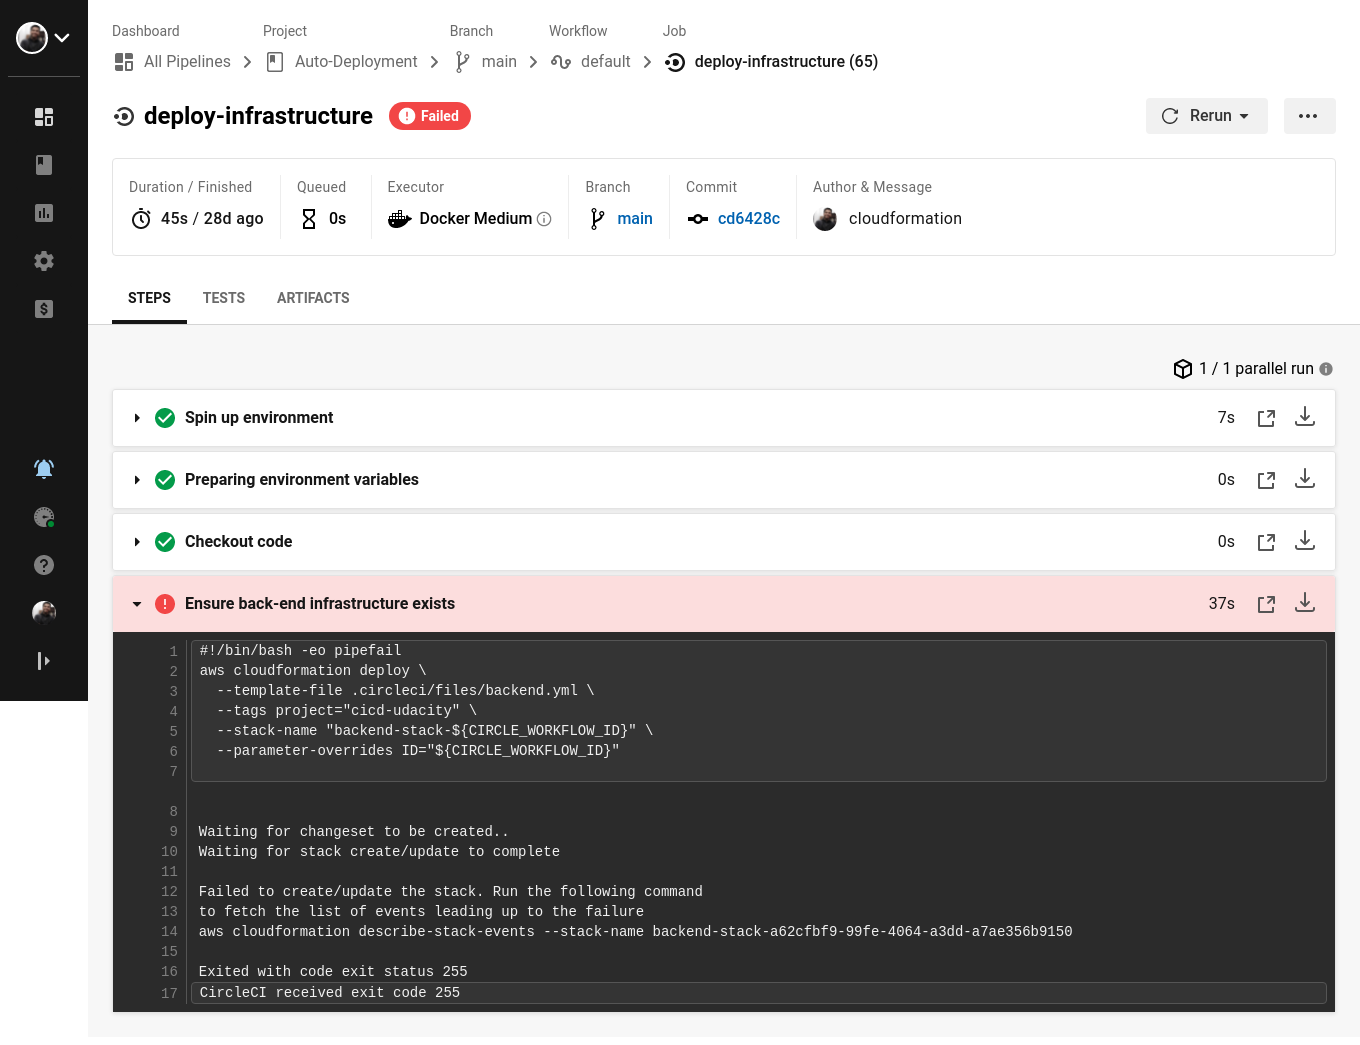 Dashboard Project Branch Workflow Job
All Pipelines Auto-Deployment main default deploy-infrastructure (65)
deploy-infrastructure Failed Rerun
Duration / Finished Queued Executor Branch Commit Author & Message
45s / 28d ago 0s Docker Medium main cd6428c cloudformation
STEPS TESTS ARTIFACTS
1 / 1 parallel run
Spin up environment 7s
Preparing environment variables 0s
Checkout code 0s
Ensure back-end infrastructure exists 37s
1 #!/bin/bash -eo pipefail
2 aws cloudformation deploy \
3   --template-file .circleci/files/backend.yml \
4   --tags project="cicd-udacity" \
5   --stack-name "backend-stack-${CIRCLE_WORKFLOW_ID}" \
6   --parameter-overrides ID="${CIRCLE_WORKFLOW_ID}"
7
8
9 Waiting for changeset to be created..
10 Waiting for stack create/update to complete
11
12 Failed to create/update the stack. Run the following command
13 to fetch the list of events leading up to the failure
14 aws cloudformation describe-stack-events --stack-name backend-stack-a62cfbf9-99fe-4064-a3dd-a7ae356b9150
15
16 Exited with code exit status 255
17 CircleCI received exit code 255